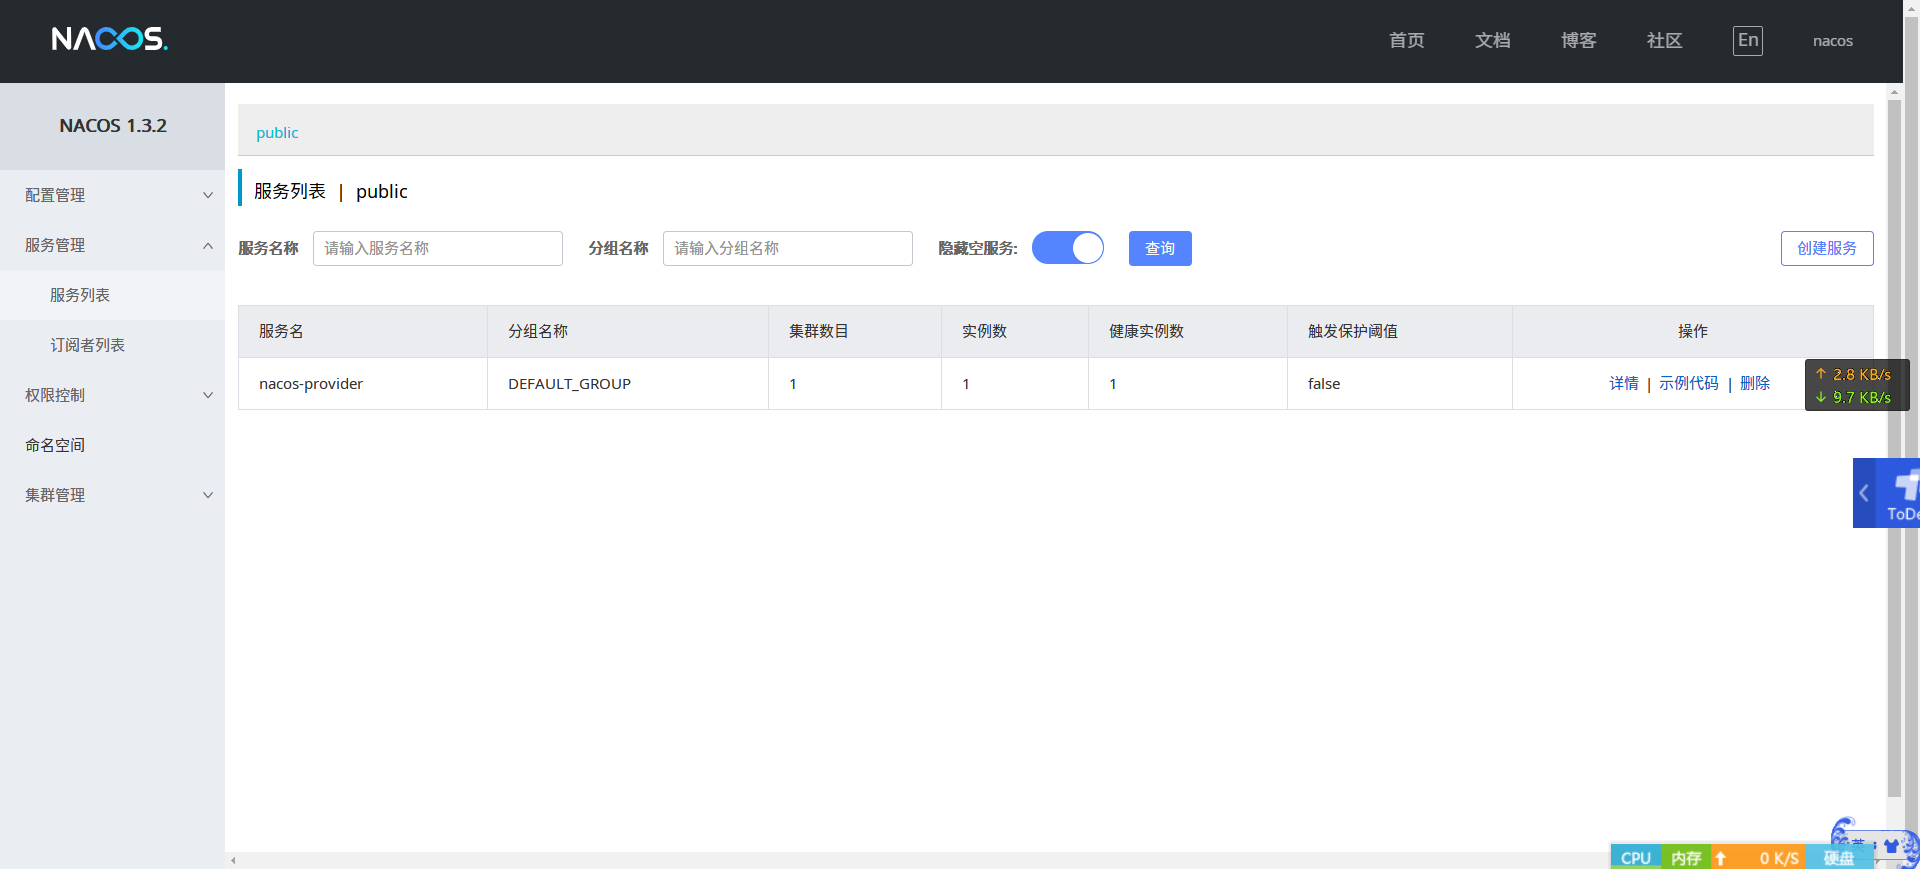 NACOS.
首页 文档 博客 社区 En nacos
NACOS 1.3.2
配置管理
服务管理
服务列表
订阅者列表
权限控制
命名空间
集群管理
public
服务列表 | public
服务名称 请输入服务名称 分组名称 请输入分组名称 隐藏空服务: 查询 创建服务
服务名 分组名称 集群数目 实例数 健康实例数 触发保护阈值 操作
nacos-provider DEFAULT_GROUP 1 1 1 false 详情 | 示例代码 | 删除
↑ 2.8 KB/s
↓ 9.7 KB/s
ToDe
英
CPU 内存 0 K/S 硬盘